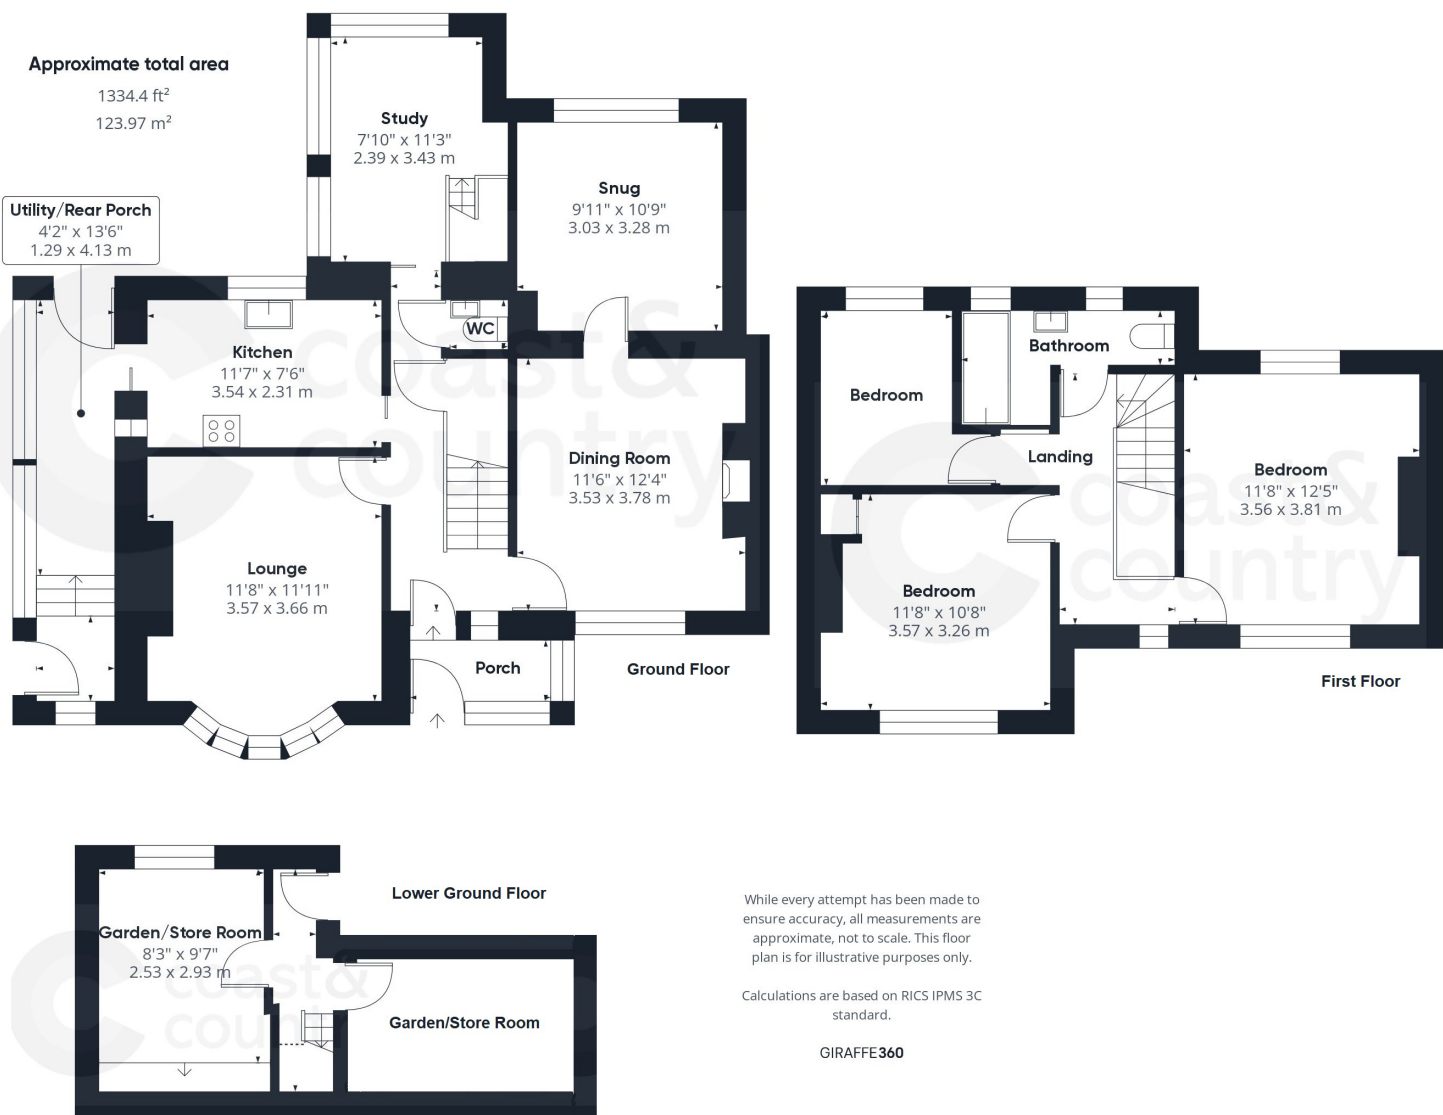 Approximate total area
1334.4 ft²
123.97 m²
Study
7'10" x 11'3"
2.39 x 3.43 m
Snug
9'11" x 10'9"
3.03 x 3.28 m
Utility/Rear Porch
4'2" x 13'6"
1.29 x 4.13 m
WC
Kitchen
11'7" x 7'6"
3.54 x 2.31 m
Dining Room
11'6" x 12'4"
3.53 x 3.78 m
Lounge
11'8" x 11'11"
3.57 x 3.66 m
Porch
Ground Floor
Bathroom
Bedroom
Landing
Bedroom
11'8" x 12'5"
3.56 x 3.81 m
Bedroom
11'8" x 10'8"
3.57 x 3.26 m
First Floor
Lower Ground Floor
Garden/Store Room
8'3" x 9'7"
2.53 x 2.93 m
Garden/Store Room
While every attempt has been made to
ensure accuracy, all measurements are
approximate, not to scale. This floor
plan is for illustrative purposes only.
Calculations are based on RICS IPMS 3C
standard.
GIRAFFE360
coast&
country
coast&
country
coast&
country